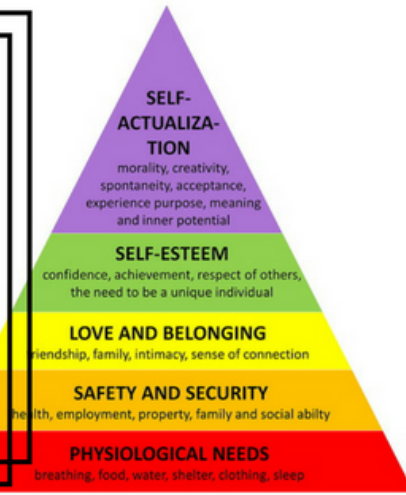 SELF-
ACTUALIZA-
TION
morality, creativity,
spontaneity, acceptance,
experience purpose, meaning
and inner potential
SELF-ESTEEM
confidence, achievement, respect of others,
the need to be a unique individual
LOVE AND BELONGING
friendship, family, intimacy, sense of connection
SAFETY AND SECURITY
health, employment, property, family and social abilty
PHYSIOLOGICAL NEEDS
breathing, food, water, shelter, clothing, sleep